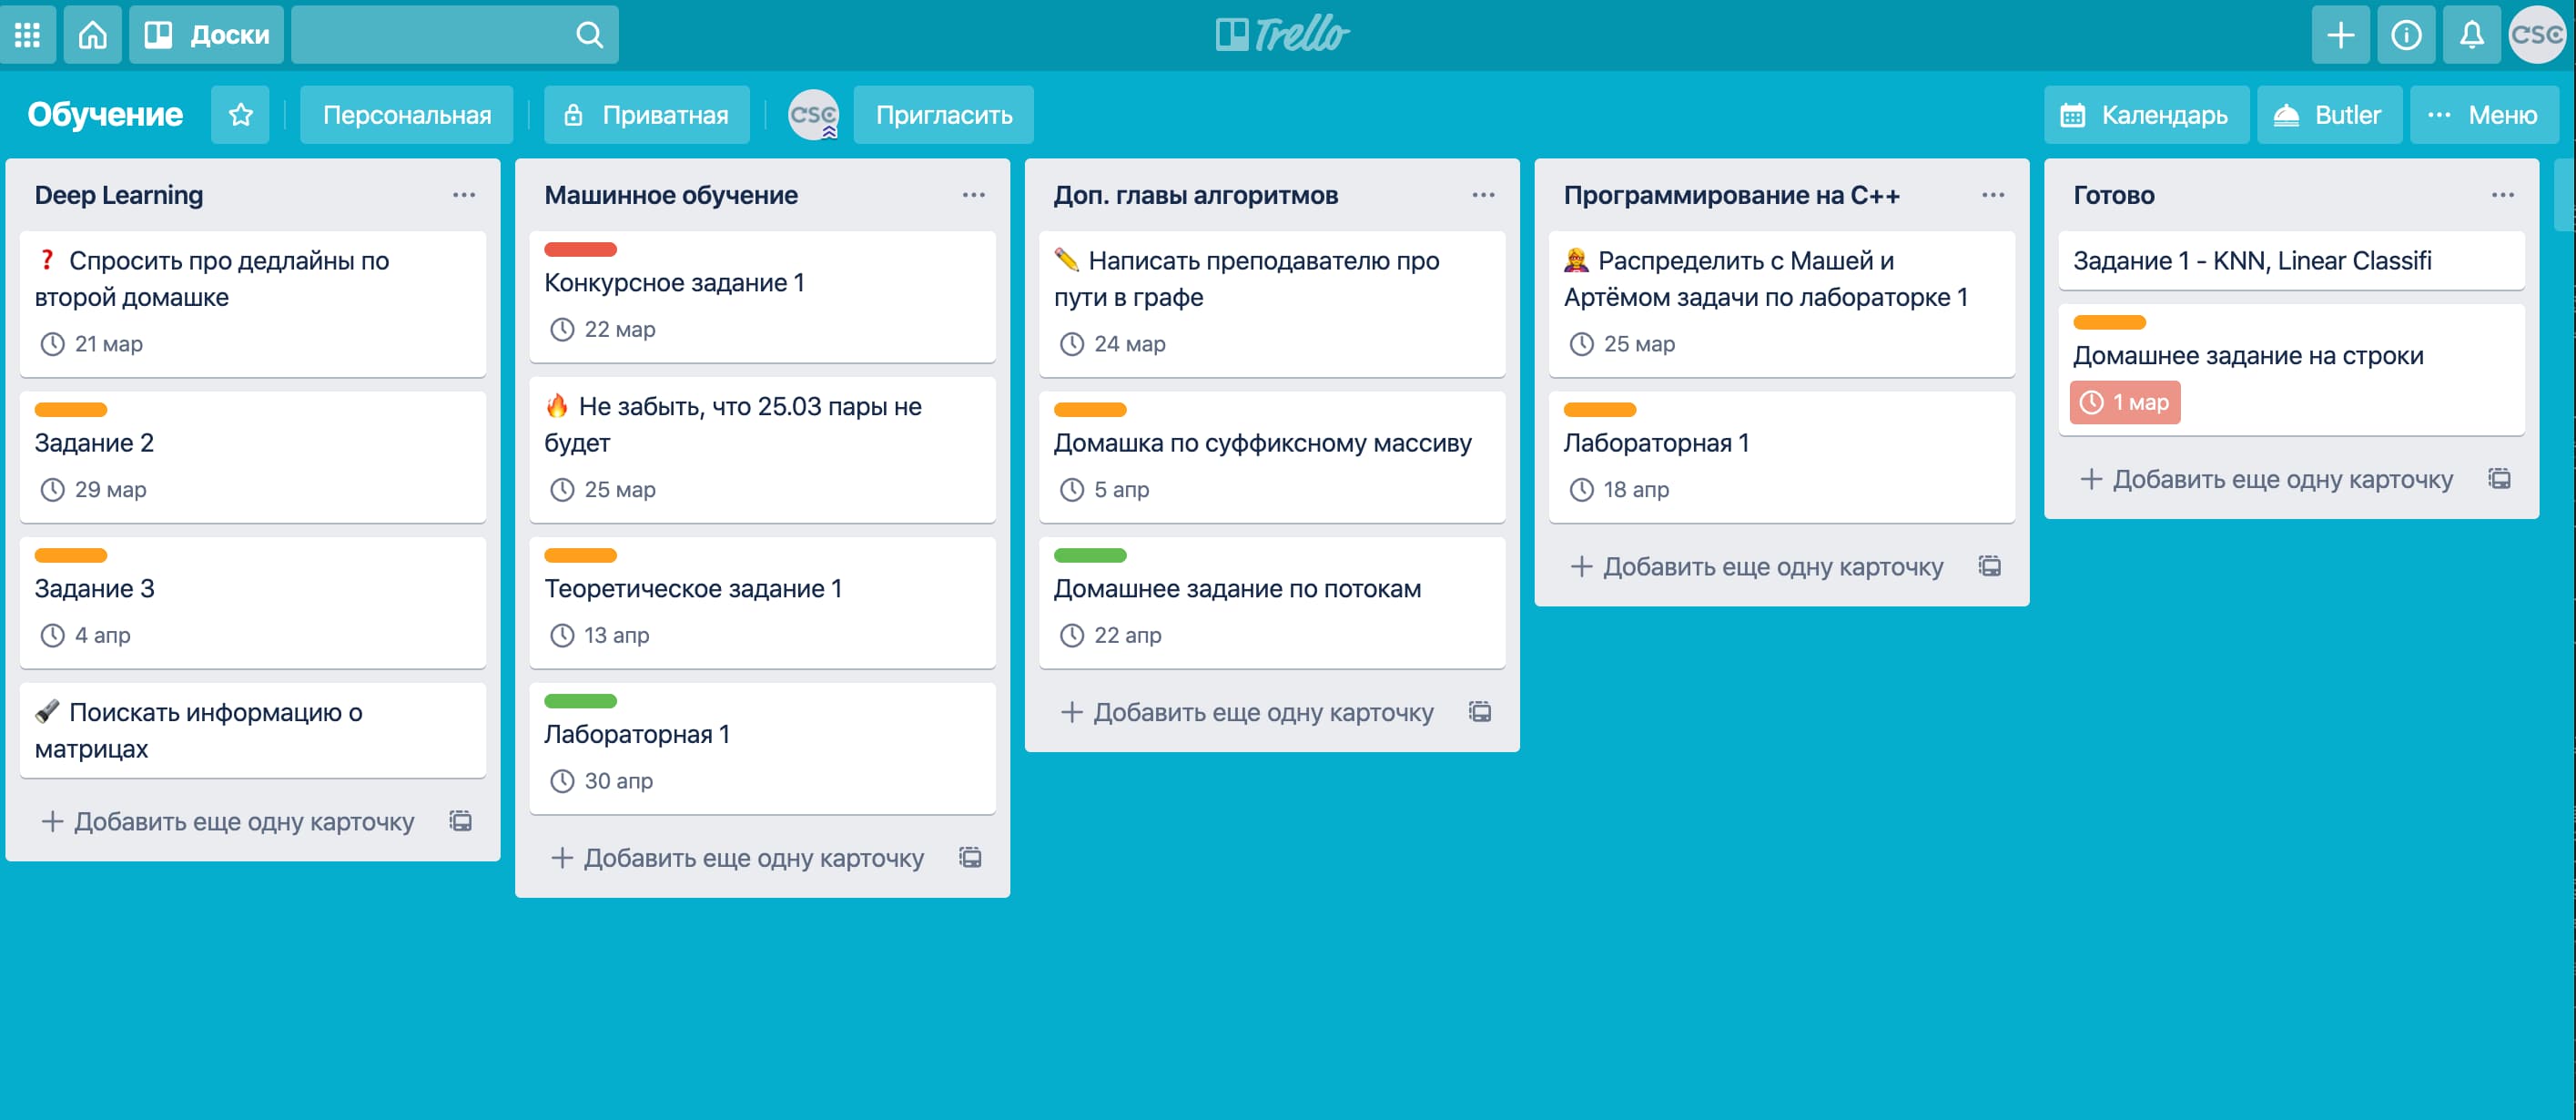 Доски
Trello
CSC
Обучение
Персональная
Приватная
CSC
Пригласить
Календарь
Butler
Меню
Deep Learning
❓ Спросить про дедлайны по
второй домашке
21 мар
Задание 2
29 мар
Задание 3
4 апр
🔦 Поискать информацию о
матрицах
+ Добавить еще одну карточку
Машинное обучение
Конкурсное задание 1
22 мар
🔥 Не забыть, что 25.03 пары не
будет
25 мар
Теоретическое задание 1
13 апр
Лабораторная 1
30 апр
+ Добавить еще одну карточку
Доп. главы алгоритмов
✏️ Написать преподавателю про
пути в графе
24 мар
Домашка по суффиксному массиву
5 апр
Домашнее задание по потокам
22 апр
+ Добавить еще одну карточку
Программирование на C++
Распределить с Машей и
Артёмом задачи по лабораторке 1
25 мар
Лабораторная 1
18 апр
+ Добавить еще одну карточку
Готово
Задание 1 - KNN, Linear Classifi
Домашнее задание на строки
1 мар
+ Добавить еще одну карточку